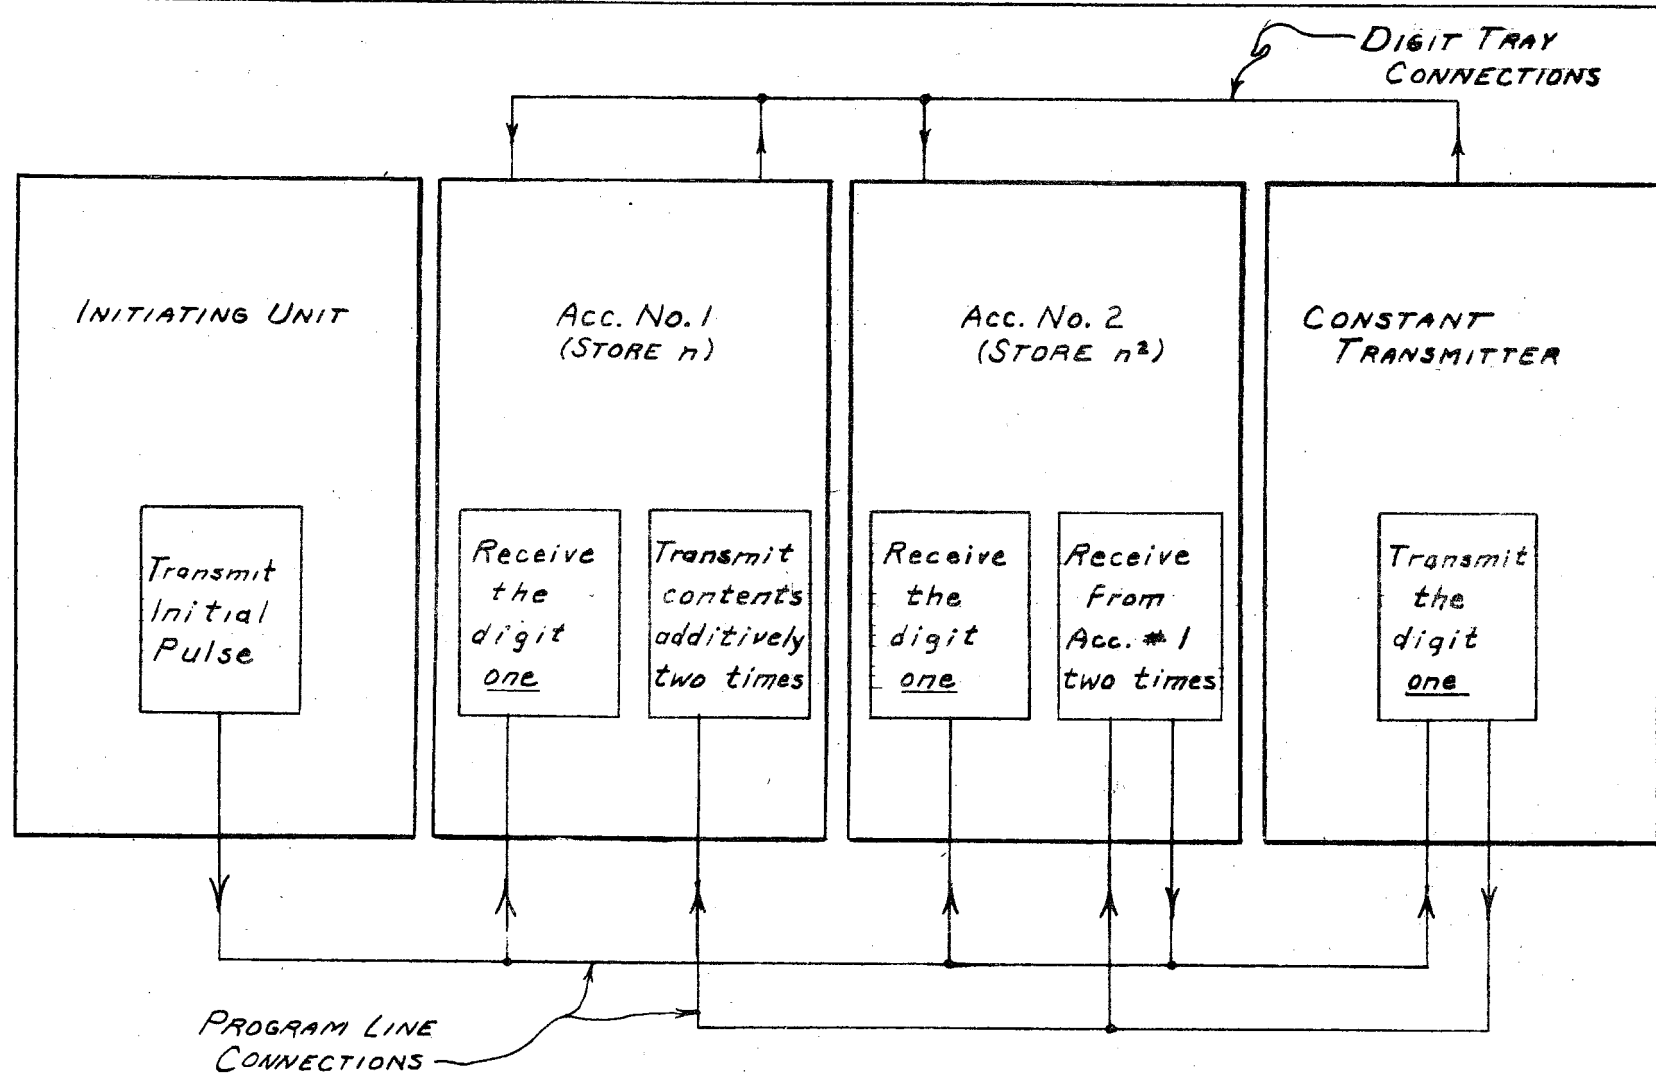 DIGIT TRAY
CONNECTIONS
INITIATING UNIT
ACC. NO. 1
(STORE n)
ACC. NO. 2
(STORE n²)
CONSTANT
TRANSMITTER
Transmit
Initial
Pulse
Receive
the
digit
one
Transmit
contents
additively
two times
Receive
the
digit
one
Receive
From
Acc. #1
two times
Transmit
the
digit
one
PROGRAM LINE
CONNECTIONS